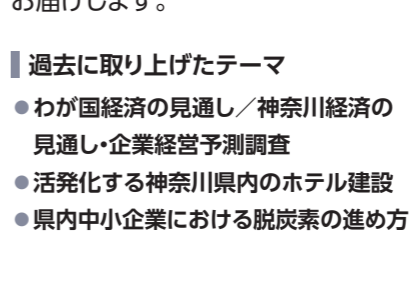 お届けします。
過去に取り上げたテーマ
●わが国経済の見通し／神奈川経済の
見通し・企業経営予測調査
●活発化する神奈川県内のホテル建設
●県内中小企業における脱炭素の進め方